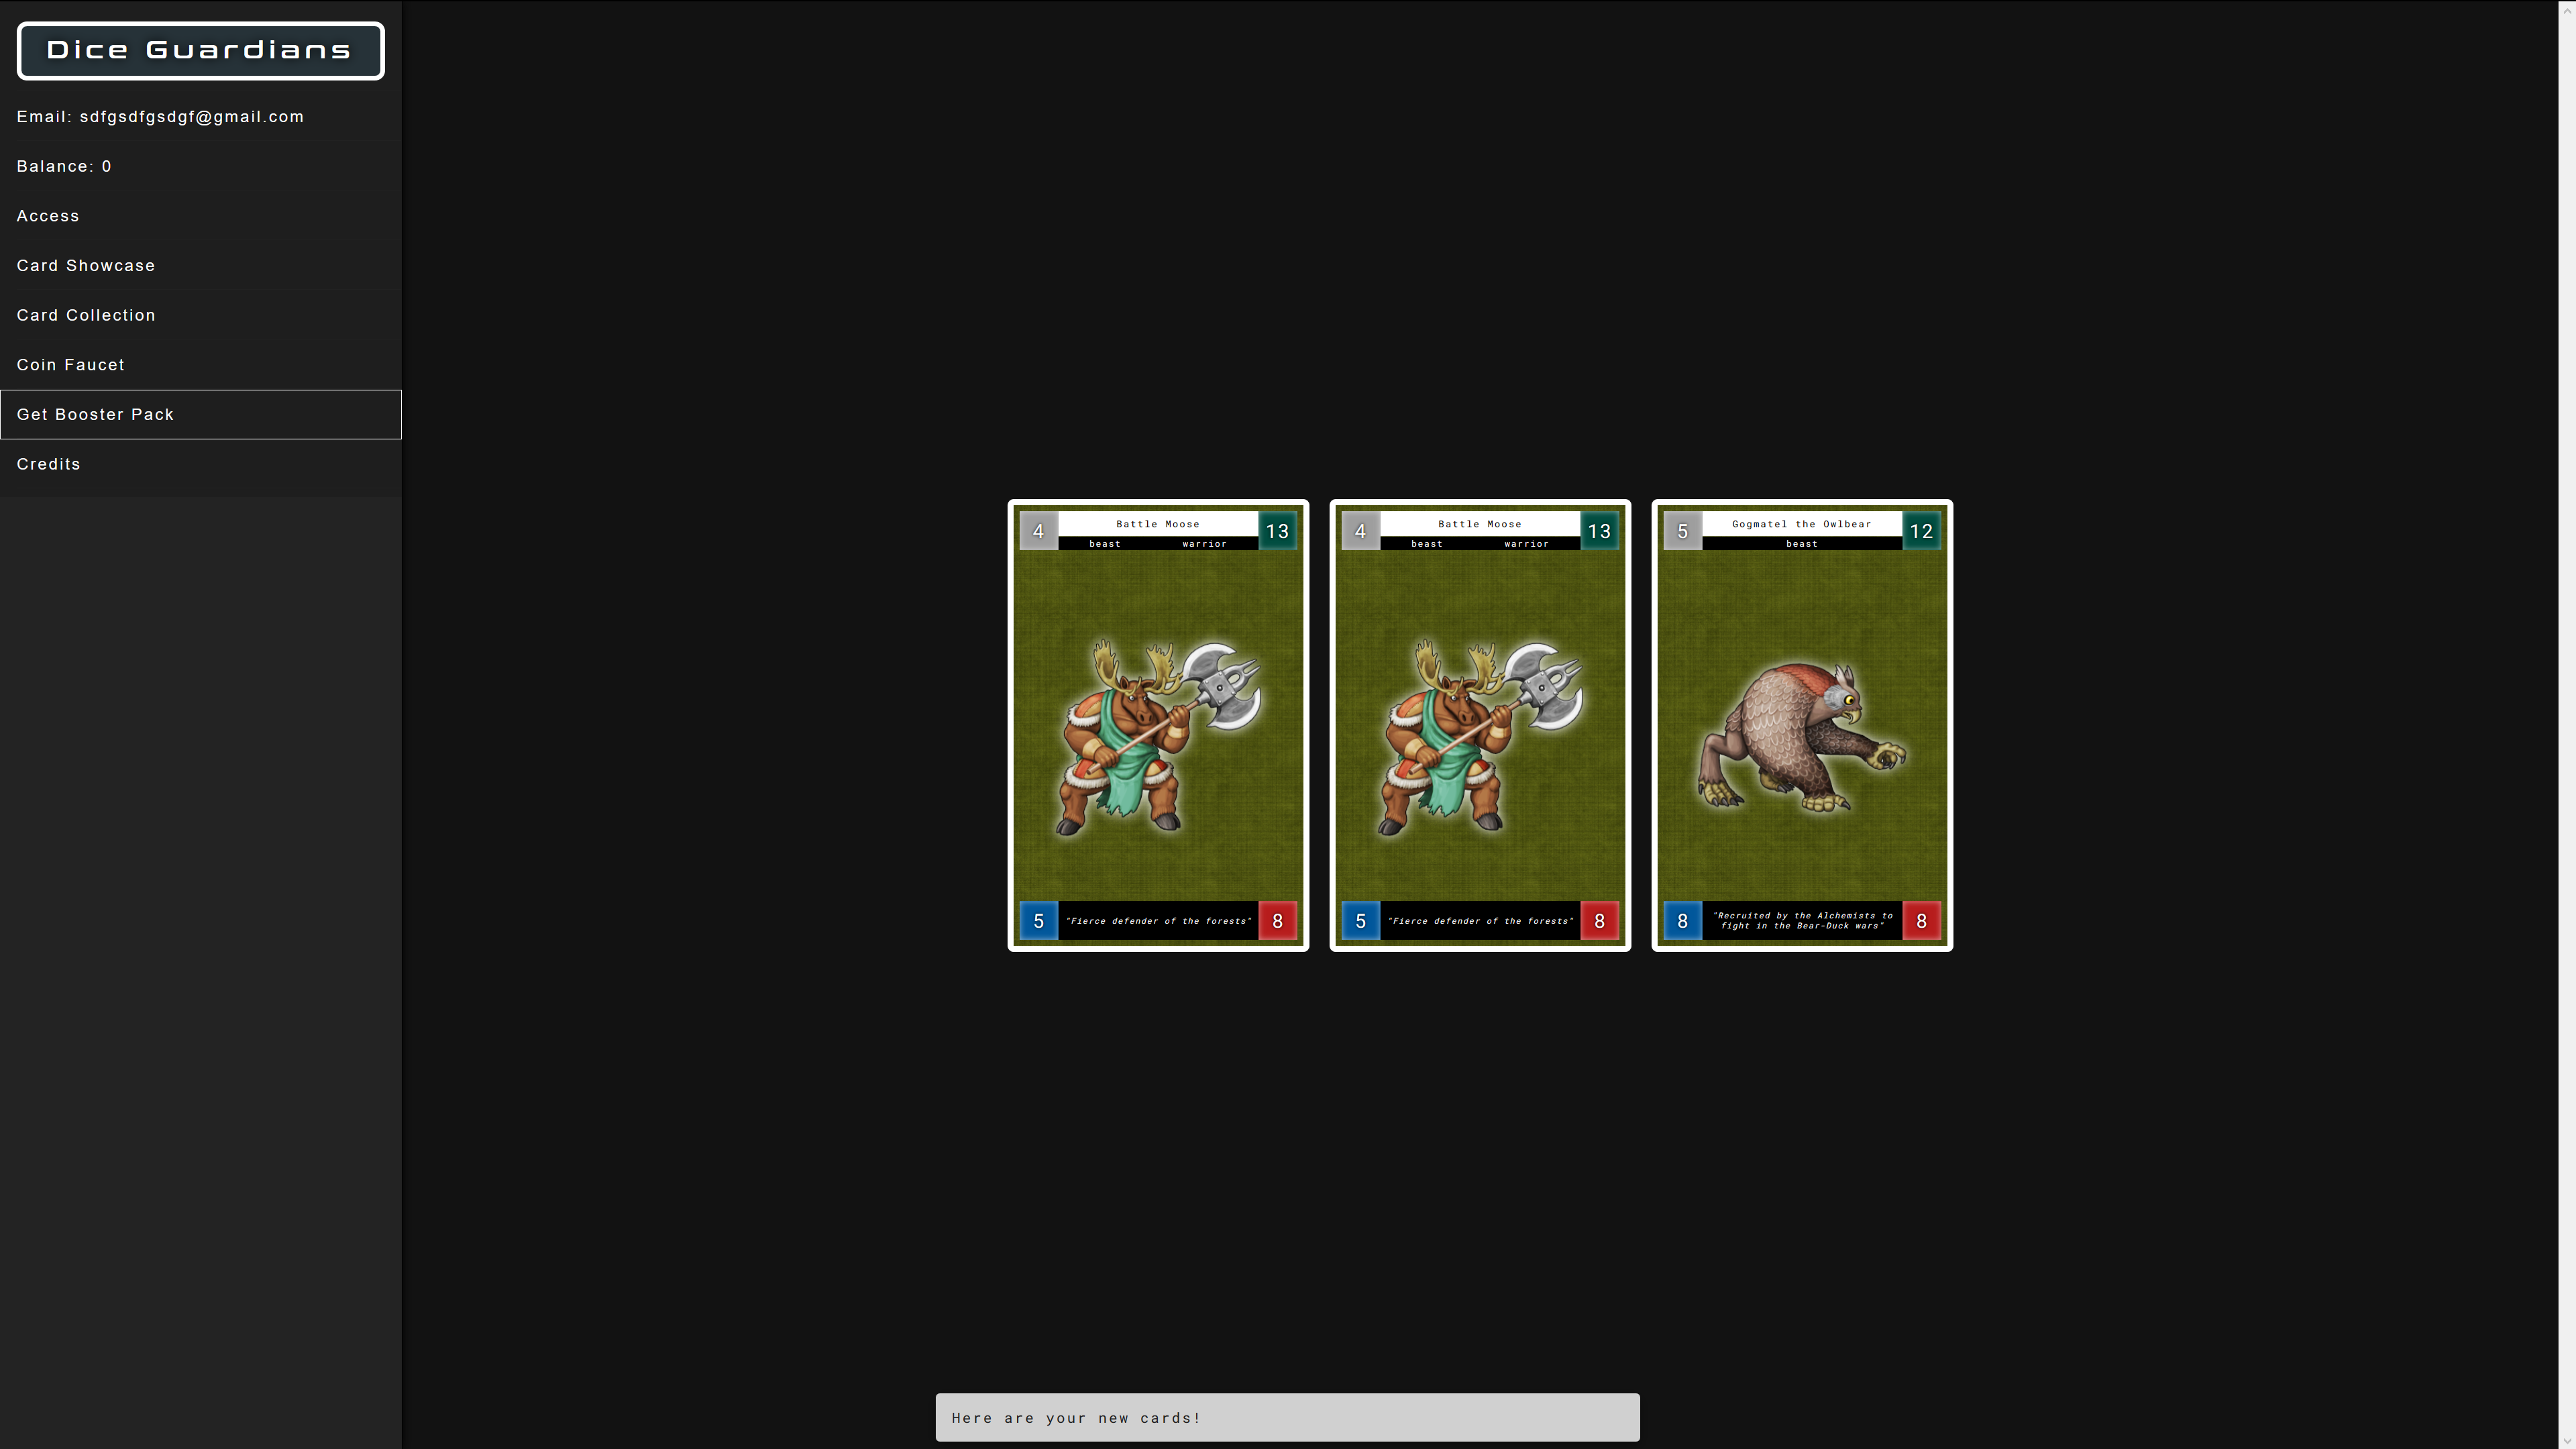 Dice Guardians
Email: sdfgsdfgsdgf@gmail.com
Balance: 0
Access
Card Showcase
Card Collection
Coin Faucet
Get Booster Pack
Credits
4
Battle Moose
13
beast warrior
5
"Fierce defender of the forests"
8
4
Battle Moose
13
beast warrior
5
"Fierce defender of the forests"
8
5
Gogmatel the Owlbear
12
beast
8
"Recruited by the Alchemists to
fight in the Bear-Duck wars"
8
Here are your new cards!